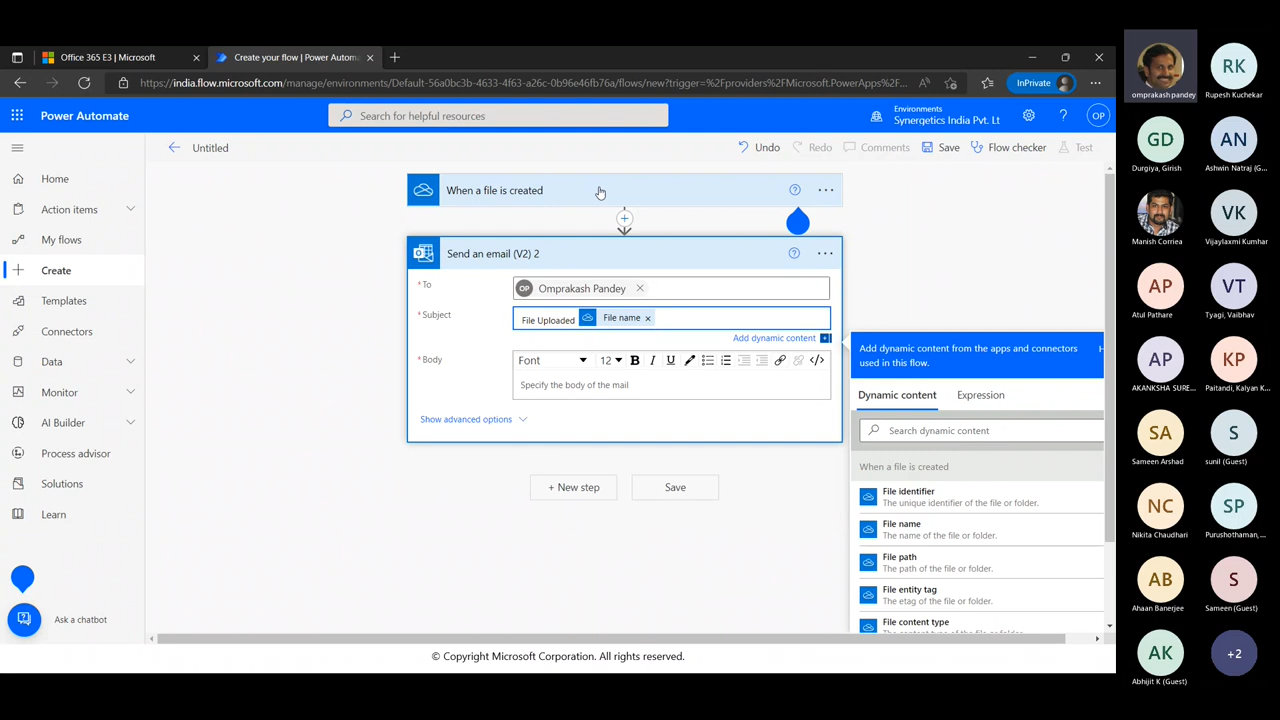 Office 365 E3 | Microsoft
Create your flow | Power Automa
https://india.flow.microsoft.com/manage/environments/Default-56a0bc3b-4633-4f63-a26c-0b96e46fb76a/flows/new?trigger=%2Fproviders%2FMicrosoft.PowerApps%2F...
InPrivate
Power Automate
Search for helpful resources
Environments
Synergetics India Pvt. Lt
OP
Untitled
Undo
Redo
Comments
Save
Flow checker
Test
Home
Action items
My flows
Create
Templates
Connectors
Data
Monitor
AI Builder
Process advisor
Solutions
Learn
Ask a chatbot
When a file is created
Send an email (V2) 2
* To
OP Omprakash Pandey
* Subject
File Uploaded File name
Add dynamic content
* Body
Font 12 B I U </>
Specify the body of the mail
Show advanced options
+ New step
Save
Add dynamic content from the apps and connectors
used in this flow.
Dynamic content
Expression
Search dynamic content
When a file is created
File identifier
The unique identifier of the file or folder.
File name
The name of the file or folder.
File path
The path of the file or folder.
File entity tag
The etag of the file or folder.
File content type
© Copyright Microsoft Corporation. All rights reserved.
omprakash pandey
RK
Rupesh Kuchekar
GD
Durgiya, Girish
AN
Ashwin Natraj (G...
Manish Corriea
VK
Vijaylaxmi Kumhar
AP
Atul Pathare
VT
Tyagi, Vaibhav
AP
AKANKSHA SURE...
KP
Paitandi, Kalyan K...
SA
Sameen Arshad
S
sunil (Guest)
NC
Nikita Chaudhari
SP
Purushothaman,...
AB
Ahaan Banerjee
S
Sameen (Guest)
AK
Abhijit K (Guest)
+2